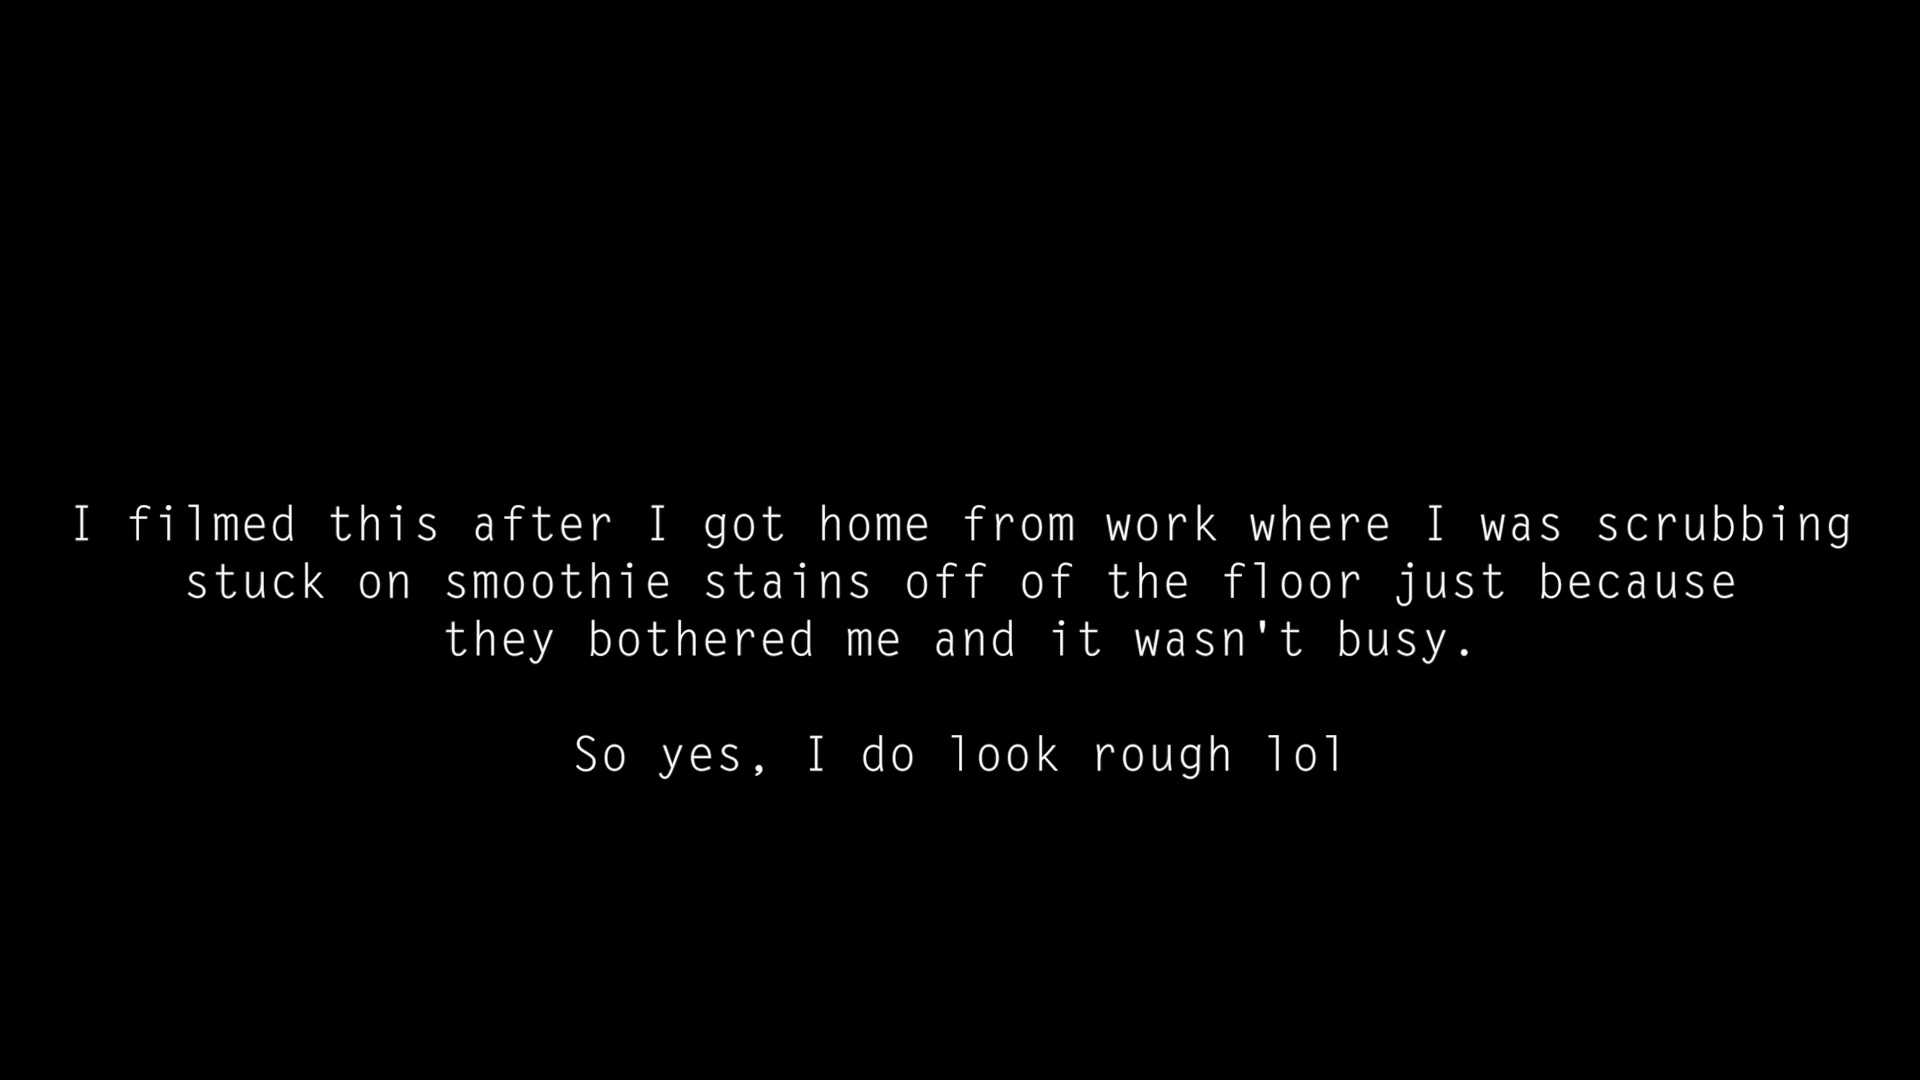 I filmed this after I got home from work where I was scrubbing
stuck on smoothie stains off of the floor just because
they bothered me and it wasn't busy.
So yes, I do look rough lol